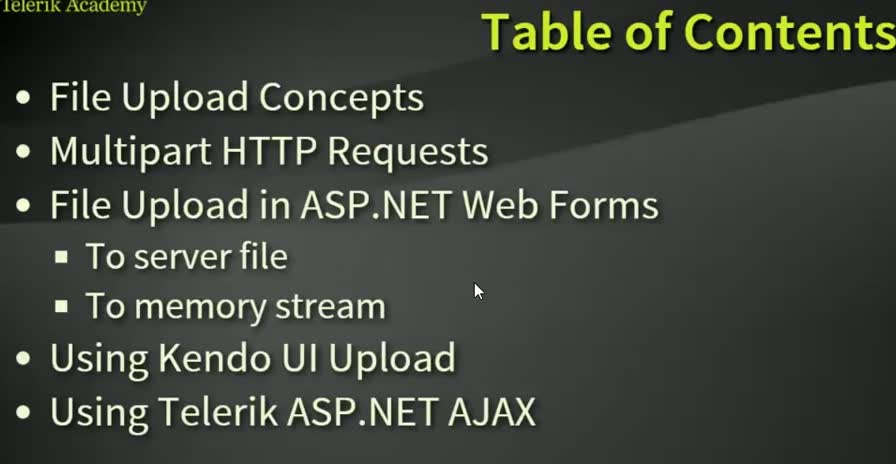 Telerik Academy
Table of Contents
• File Upload Concepts
• Multipart HTTP Requests
• File Upload in ASP.NET Web Forms
▪ To server file
▪ To memory stream
• Using Kendo UI Upload
• Using Telerik ASP.NET AJAX